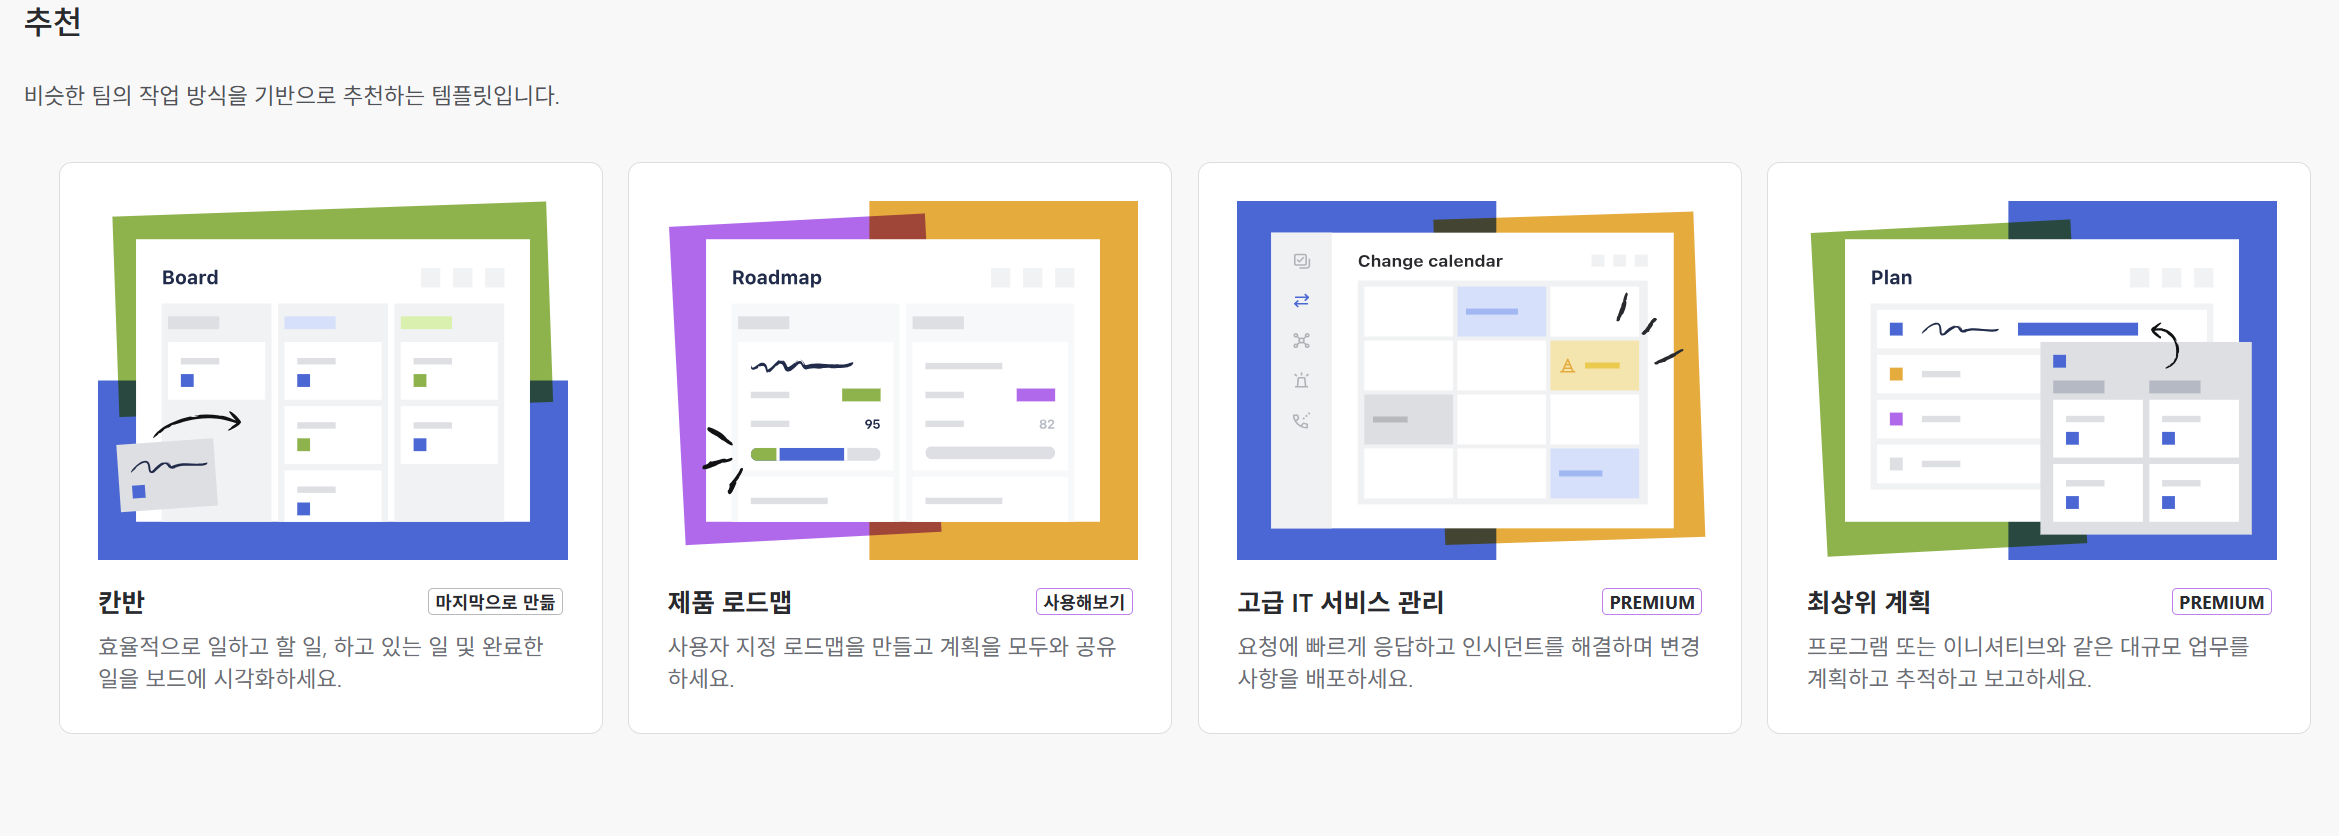 추천
비슷한 팀의 작업 방식을 기반으로 추천하는 템플릿입니다.
Board
칸반
마지막으로 만듦
효율적으로 일하고 할 일, 하고 있는 일 및 완료한
일을 보드에 시각화하세요.
Roadmap
95
82
제품 로드맵
사용해보기
사용자 지정 로드맵을 만들고 계획을 모두와 공유
하세요.
Change calendar
고급 IT 서비스 관리
PREMIUM
요청에 빠르게 응답하고 인시던트를 해결하며 변경
사항을 배포하세요.
Plan
최상위 계획
PREMIUM
프로그램 또는 이니셔티브와 같은 대규모 업무를
계획하고 추적하고 보고하세요.